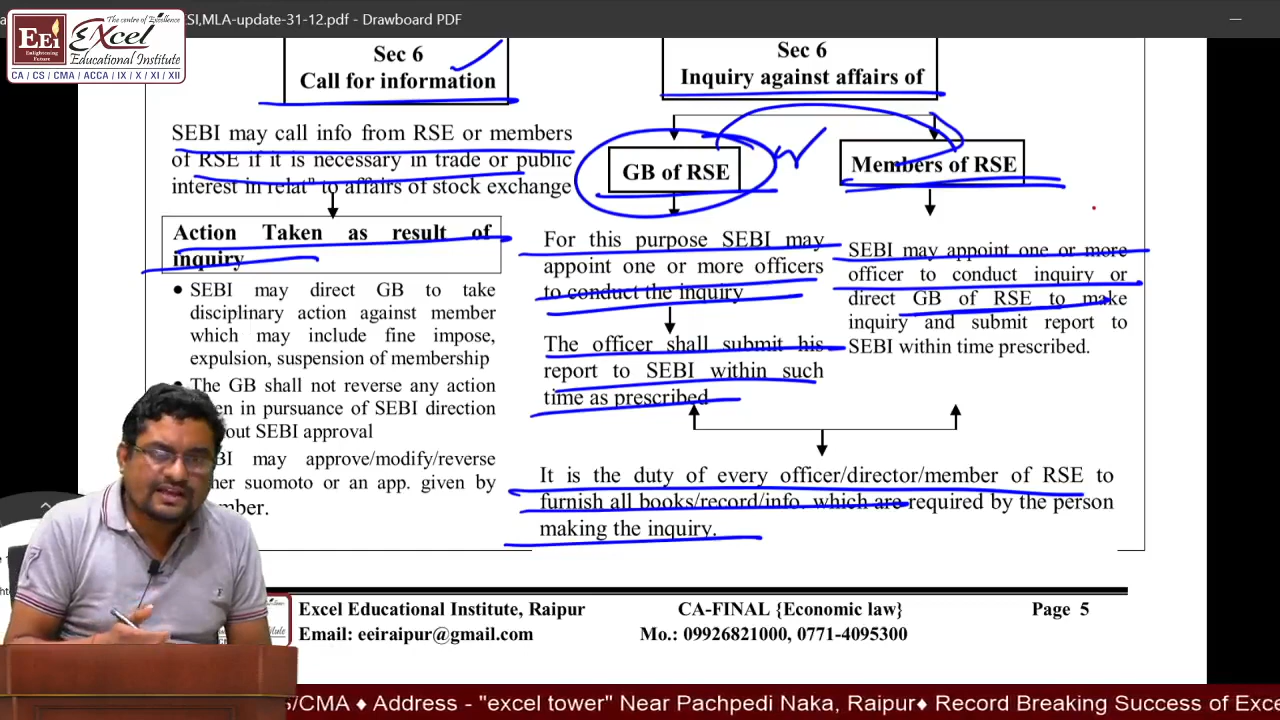 SI,MLA-update-31-12.pdf - Drawboard PDF
The centre of Excellence
EEi
Enlightening Future
Excel
Educational Institute
CA / CS / CMA / ACCA / IX / X / XI / XII
Sec 6
Call for information
SEBI may call info from RSE or members
of RSE if it is necessary in trade or public
interest in relatⁿ to affairs of stock exchange
Action Taken as result of
inquiry
● SEBI may direct GB to take
disciplinary action against member
which may include fine impose,
expulsion, suspension of membership
The GB shall not reverse any action
in pursuance of SEBI direction
SEBI approval
may approve/modify/reverse
suomoto or an app. given by
Sec 6
Inquiry against affairs of
GB of RSE
For this purpose SEBI may
appoint one or more officers
to conduct the inquiry
The officer shall submit his
report to SEBI within such
time as prescribed
Members of RSE
SEBI may appoint one or more
officer to conduct inquiry or
direct GB of RSE to make
inquiry and submit report to
SEBI within time prescribed.
It is the duty of every officer/director/member of RSE to
furnish all books/record/info. which are required by the person
making the inquiry.
Excel Educational Institute, Raipur CA-FINAL {Economic law} Page 5
Email: eeiraipur@gmail.com Mo.: 09926821000, 0771-4095300
/CMA ♦ Address - "excel tower" Near Pachpedi Naka, Raipur♦ Record Breaking Success of Exce